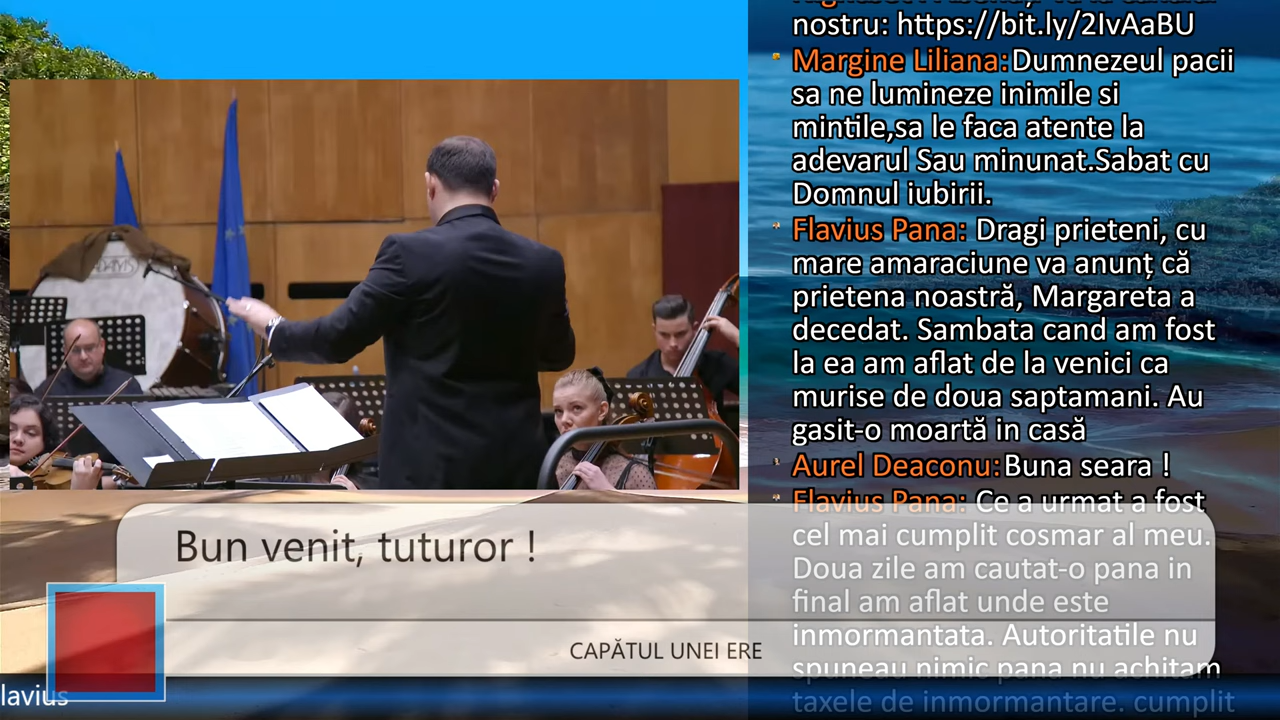 nostru: https://bit.ly/2IvAaBU
Margine Liliana: Dumnezeul pacii
sa ne lumineze inimile si
mintile,sa le faca atente la
adevarul Sau minunat.Sabat cu
Domnul iubirii.
Flavius Pana: Dragi prieteni, cu
mare amaraciune va anunț că
prietena noastră, Margareta a
decedat. Sambata cand am fost
la ea am aflat de la venici ca
murise de doua saptamani. Au
gasit-o moartă in casă
Aurel Deaconu: Buna seara !
Flavius Pana: Ce a urmat a fost
cel mai cumplit cosmar al meu.
Doua zile am cautat-o pana in
final am aflat unde este
inmormantata. Autoritatile nu
spuneau nimic pana nu achitam
taxele de inmormantare. cumplit
Bun venit, tuturor !
CAPĂTUL UNEI ERE
lavius